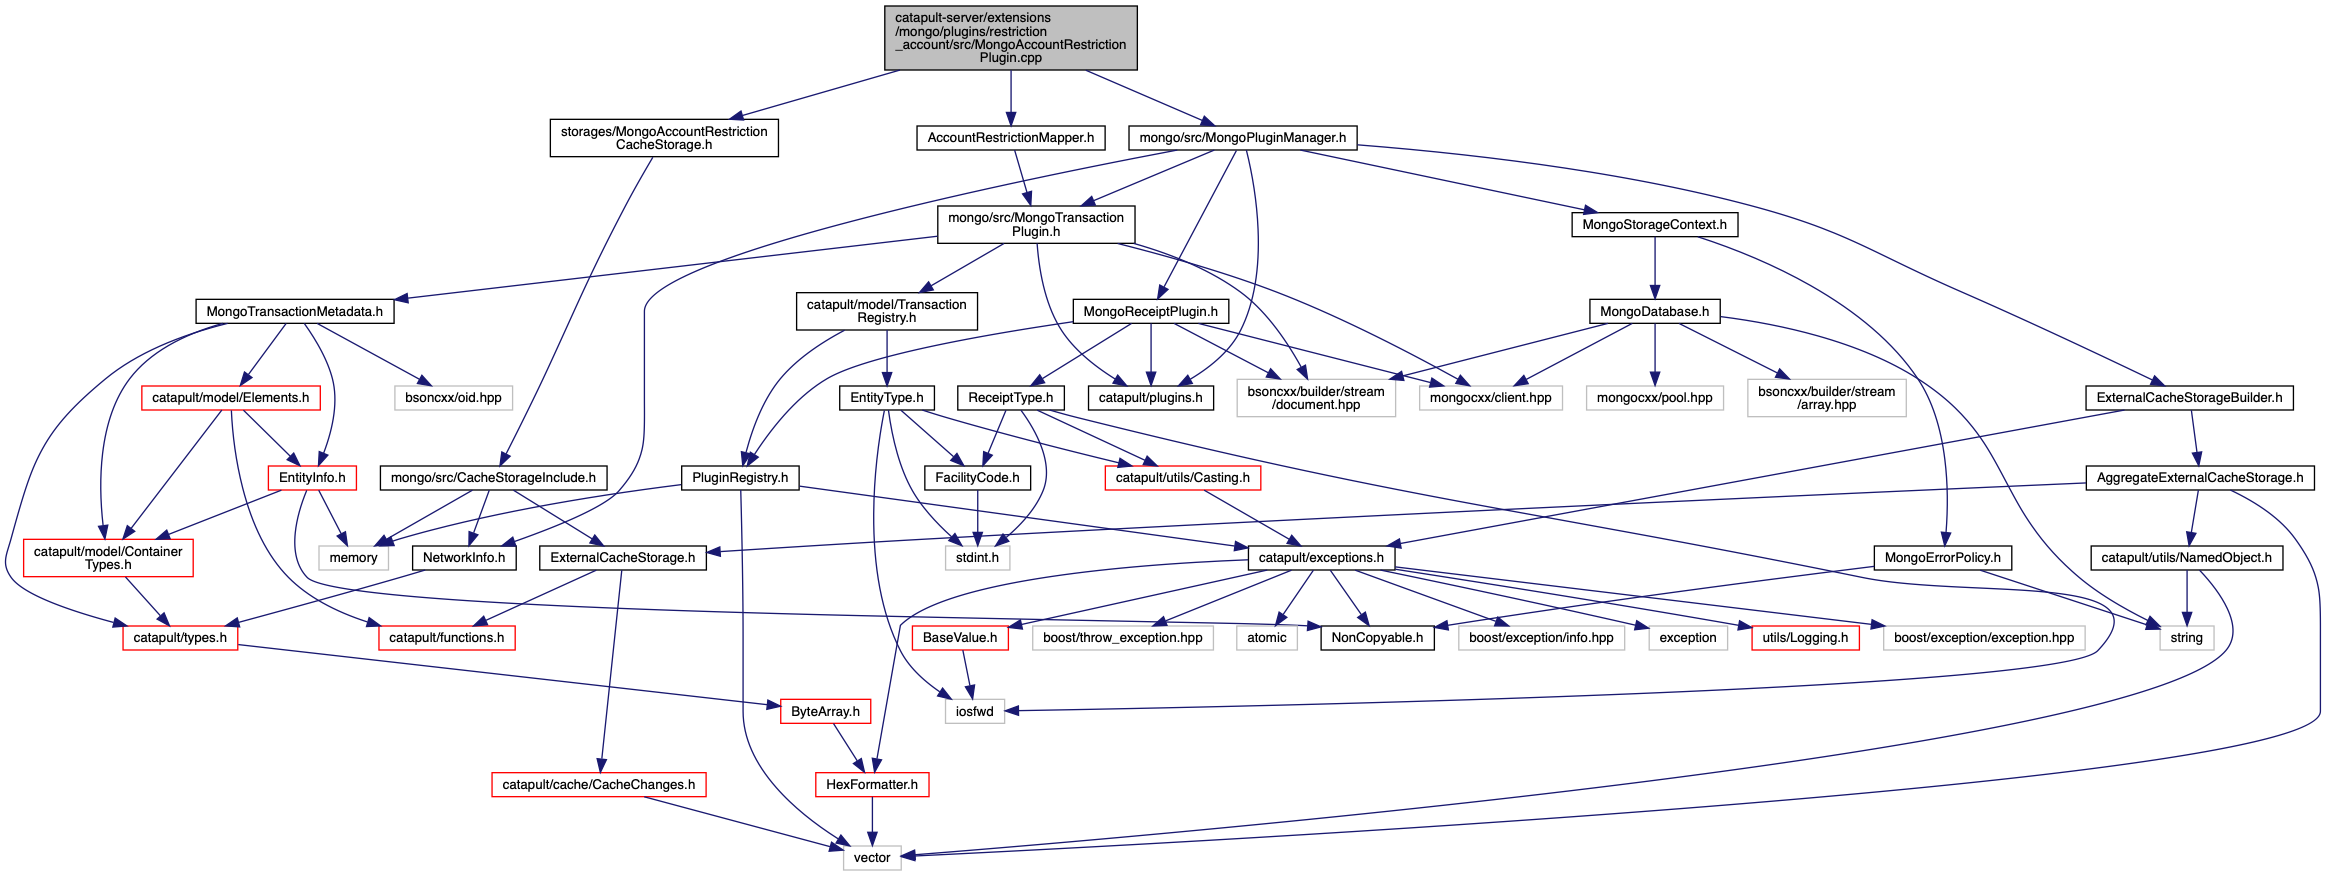 catapult-server/extensions
/mongo/plugins/restriction
_account/src/MongoAccountRestriction
Plugin.cpp
storages/MongoAccountRestriction
CacheStorage.h
AccountRestrictionMapper.h
mongo/src/MongoPluginManager.h
mongo/src/MongoTransaction
Plugin.h
MongoStorageContext.h
MongoTransactionMetadata.h
catapult/model/Transaction
Registry.h
MongoReceiptPlugin.h
MongoDatabase.h
catapult/model/Elements.h
bsoncxx/oid.hpp
EntityType.h
ReceiptType.h
catapult/plugins.h
bsoncxx/builder/stream
/document.hpp
mongocxx/client.hpp
mongocxx/pool.hpp
bsoncxx/builder/stream
/array.hpp
ExternalCacheStorageBuilder.h
EntityInfo.h
mongo/src/CacheStorageInclude.h
PluginRegistry.h
FacilityCode.h
catapult/utils/Casting.h
AggregateExternalCacheStorage.h
catapult/model/Container
Types.h
memory
NetworkInfo.h
ExternalCacheStorage.h
stdint.h
catapult/exceptions.h
MongoErrorPolicy.h
catapult/utils/NamedObject.h
catapult/types.h
catapult/functions.h
BaseValue.h
boost/throw_exception.hpp
atomic
NonCopyable.h
boost/exception/info.hpp
exception
utils/Logging.h
boost/exception/exception.hpp
string
ByteArray.h
iosfwd
catapult/cache/CacheChanges.h
HexFormatter.h
vector